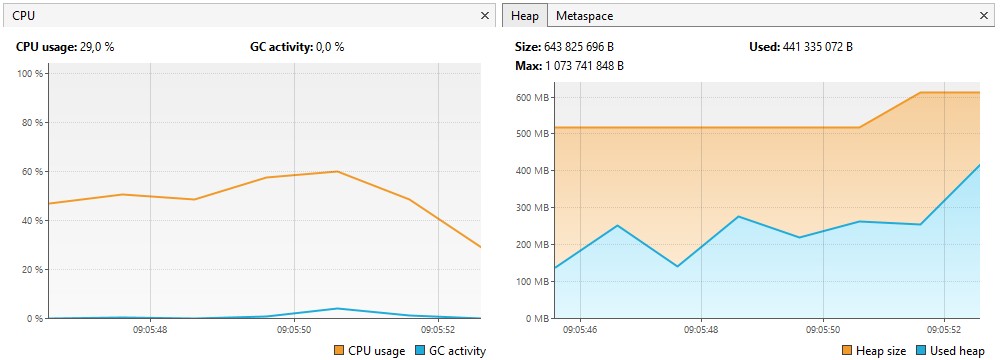 CPU ×
CPU usage: 29,0 % GC activity: 0,0 %
100 %
80 %
60 %
40 %
20 %
0 %
09:05:48 09:05:50 09:05:52
CPU usage GC activity
Heap Metaspace ×
Size: 643 825 696 B Used: 441 335 072 B
Max: 1 073 741 848 B
600 MB
500 MB
400 MB
300 MB
200 MB
100 MB
0 MB
09:05:46 09:05:48 09:05:50 09:05:52
Heap size Used heap